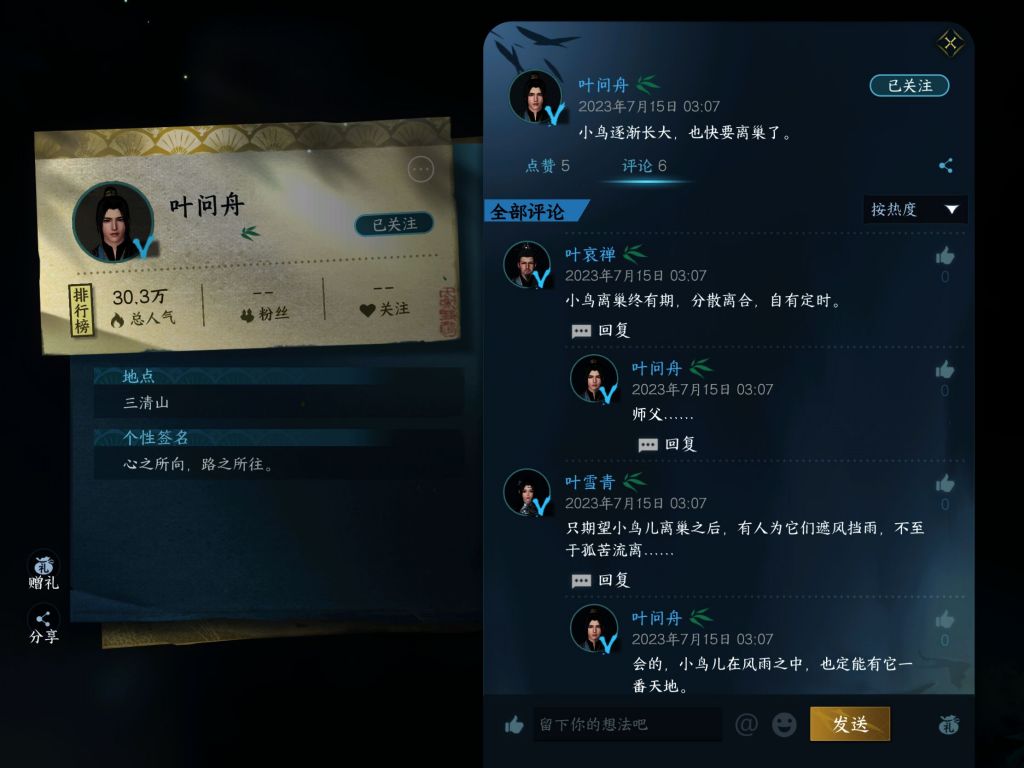 叶问舟
已关注
排行榜
30.3万
总人气
--
粉丝
--
关注
地点
三清山
个性签名
心之所向，路之所往。
礼
赠礼
分享
叶问舟
2023年7月15日 03:07
已关注
小鸟逐渐长大，也快要离巢了。
点赞 5
评论 6
全部评论
按热度
叶哀禅
2023年7月15日 03:07
0
小鸟离巢终有期，分散离合，自有定时。
回复
叶问舟
2023年7月15日 03:07
0
师父……
回复
叶雪青
2023年7月15日 03:07
0
只期望小鸟儿离巢之后，有人为它们遮风挡雨，不至
于孤苦流离……
回复
叶问舟
2023年7月15日 03:07
0
会的，小鸟儿在风雨之中，也定能有它一
番天地。
留下你的想法吧
@
发送
礼